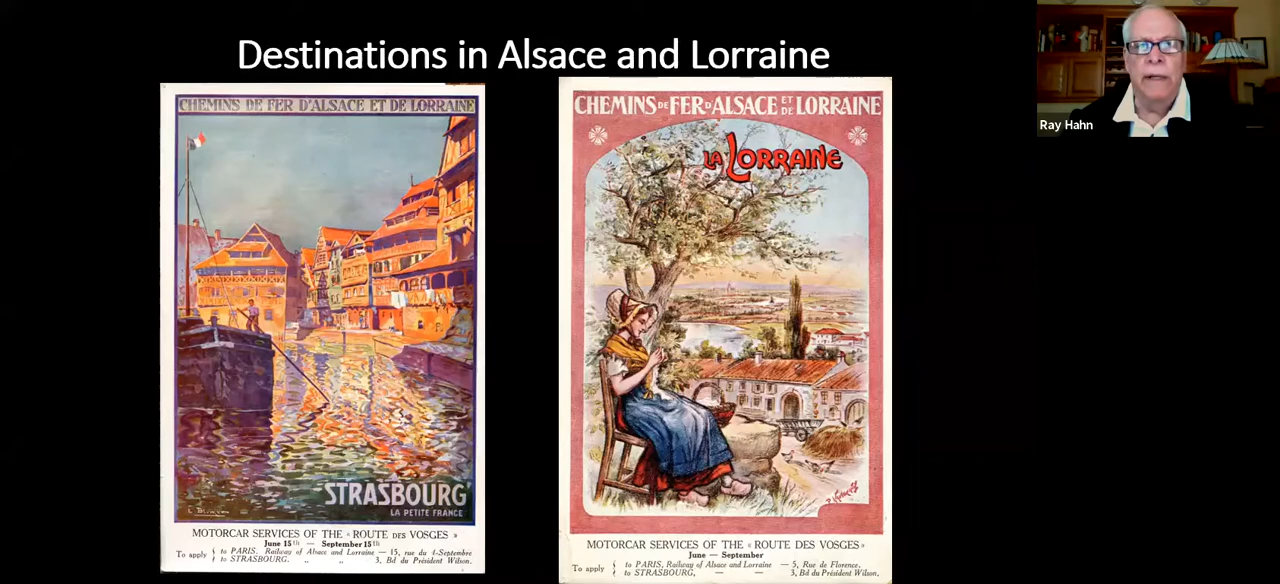 Destinations in Alsace and Lorraine
CHEMINS DE FER D'ALSACE ET DE LORRAINE
STRASBOURG
LA PETITE FRANCE
MOTORCAR SERVICES OF THE « ROUTE DES VOSGES »
June 15th — September 15th
To apply { to PARIS, Railway of Alsace and Lorraine — 15, rue du 4-Septembre
to STRASBOURG, „ „ 3, Bd du Président Wilson.
CHEMINS DE FER D'ALSACE ET DE LORRAINE
LA LORRAINE
MOTORCAR SERVICES OF THE « ROUTE DES VOSGES »
June — September
To apply { to PARIS, Railway of Alsace and Lorraine — 5, Rue de Florence.
to STRASBOURG, — — 3, Bd du Président Wilson.
Ray Hahn